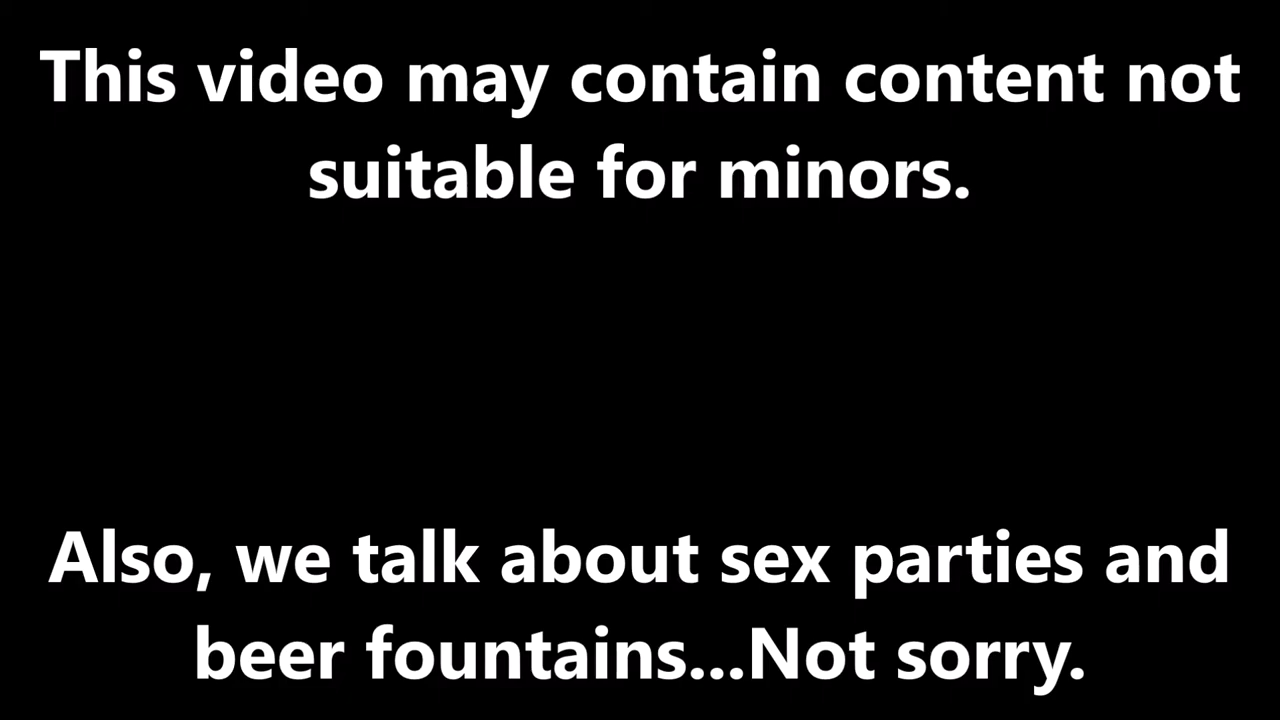 This video may contain content not
suitable for minors.
Also, we talk about sex parties and
beer fountains...Not sorry.